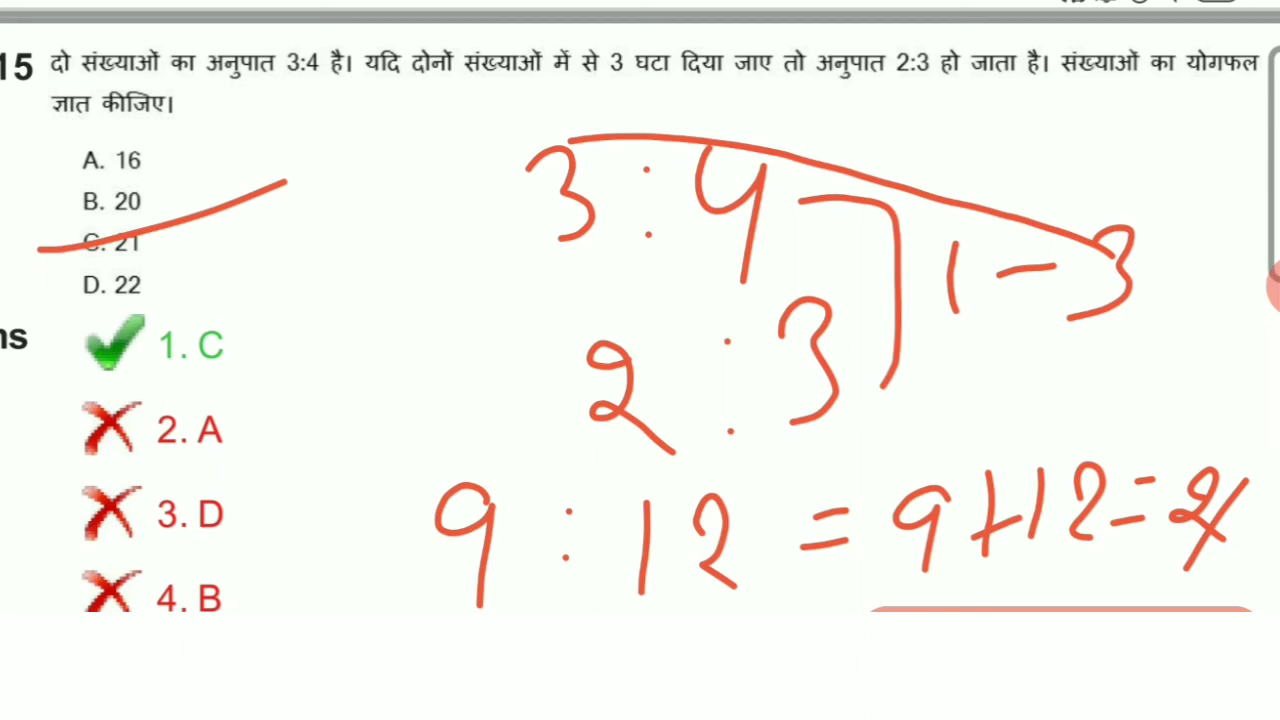 15 दो संख्याओं का अनुपात 3:4 है। यदि दोनों संख्याओं में से 3 घटा दिया जाए तो अनुपात 2:3 हो जाता है। संख्याओं का योगफल
ज्ञात कीजिए।
A. 16
B. 20
C. 21
D. 22
ns
1. C
2. A
3. D
4. B
3 : 4
1 - 3
2 : 3
9 : 12 = 9+12=21